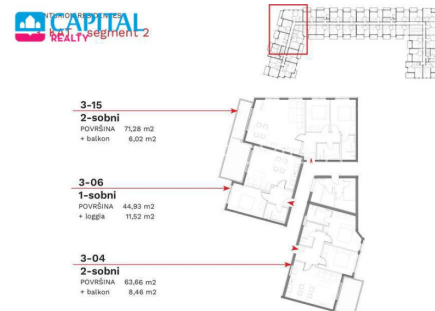 CAPITAL
REALTY
KAT - segment 2
3-15
2-sobni
POVRŠINA 71,28 m2
+ balkon 6,02 m2
3-06
1-sobni
POVRŠINA 44,93 m2
+ loggia 11,52 m2
3-04
2-sobni
POVRŠINA 63,66 m2
+ balkon 8,46 m2